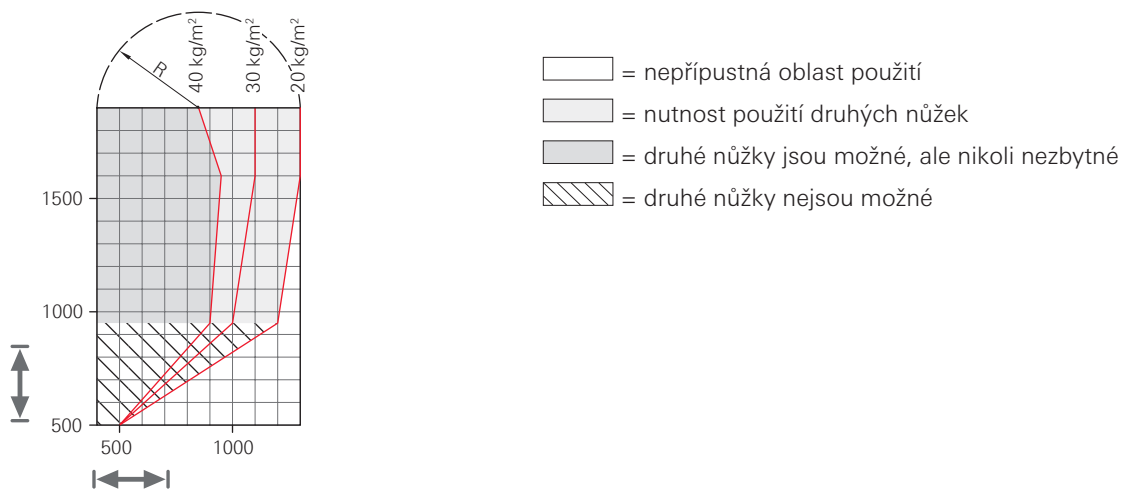 40 kg/m²
30 kg/m²
20 kg/m²
R
1500
1000
500
500
1000
= nepřípustná oblast použití
= nutnost použití druhých nůžek
= druhé nůžky jsou možné, ale nikoli nezbytné
= druhé nůžky nejsou možné